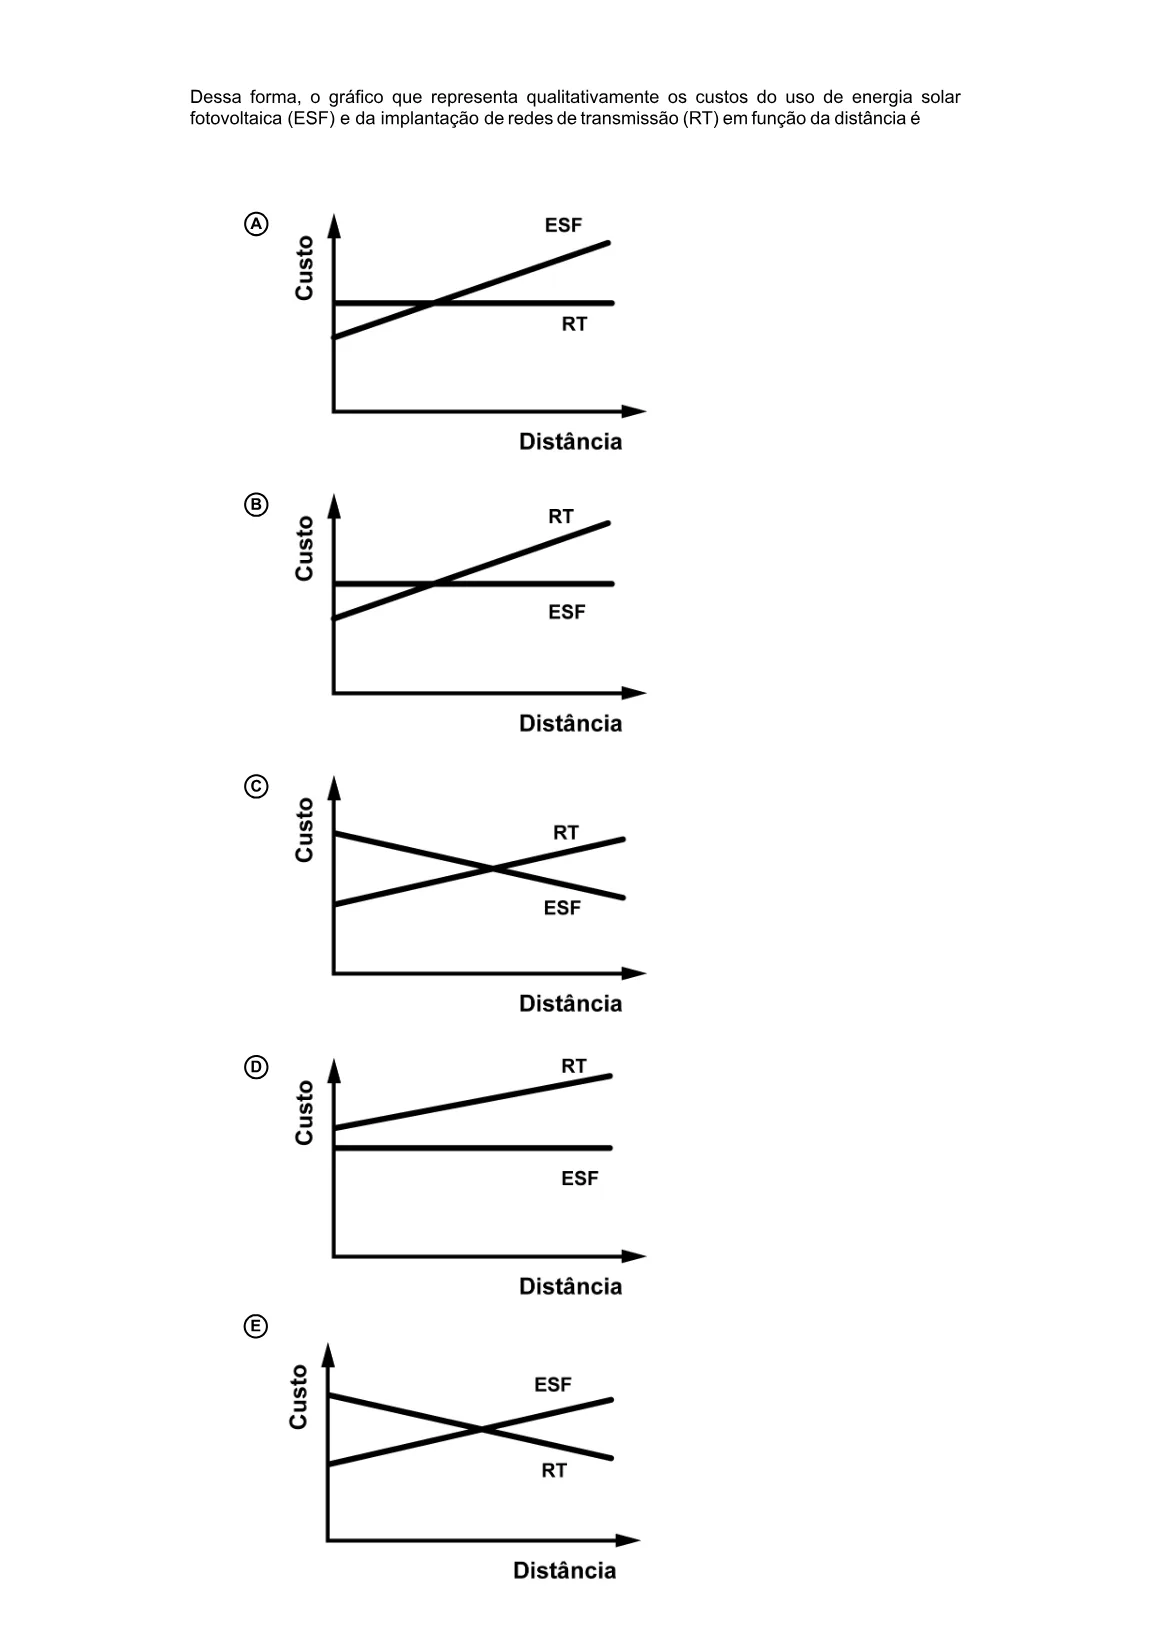 Dessa forma, o gráfico que representa qualitativamente os custos do uso de energia solar
fotovoltaica (ESF) e da implantação de redes de transmissão (RT) em função da distância é
A
Custo
ESF
RT
Distância
B
Custo
RT
ESF
Distância
C
Custo
RT
ESF
Distância
D
Custo
RT
ESF
Distância
E
Custo
ESF
RT
Distância